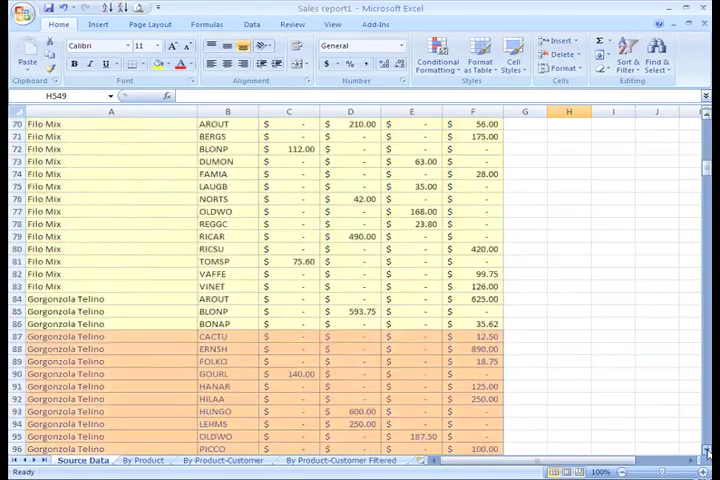 Sales report1 - Microsoft Excel
Home Insert Page Layout Formulas Data Review View Add-Ins
Calibri 11 General
Paste B I U $ % , Conditional Formatting Format as Table Cell Styles Insert Delete Format Sort & Filter Find & Select
Clipboard Font Alignment Number Styles Cells Editing
H549 fx
A B C D E F G H I J
70 Filo Mix AROUT $ - $ 210.00 $ - $ 56.00
71 Filo Mix BERGS $ - $ - $ - $ 175.00
72 Filo Mix BLONP $ 112.00 $ - $ - $ -
73 Filo Mix DUMON $ - $ - $ 63.00 $ -
74 Filo Mix FAMIA $ - $ - $ - $ 28.00
75 Filo Mix LAUGB $ - $ - $ 35.00 $ -
76 Filo Mix NORTS $ - $ 42.00 $ - $ -
77 Filo Mix OLDWO $ - $ - $ 168.00 $ -
78 Filo Mix REGGC $ - $ - $ 23.80 $ -
79 Filo Mix RICAR $ - $ 490.00 $ - $ -
80 Filo Mix RICSU $ - $ - $ - $ 420.00
81 Filo Mix TOMSP $ 75.60 $ - $ - $ -
82 Filo Mix VAFFE $ - $ - $ - $ 99.75
83 Filo Mix VINET $ - $ - $ - $ 126.00
84 Gorgonzola Telino AROUT $ - $ - $ - $ 625.00
85 Gorgonzola Telino BLONP $ - $ 593.75 $ - $ -
86 Gorgonzola Telino BONAP $ - $ - $ - $ 35.62
87 Gorgonzola Telino CACTU $ - $ - $ - $ 12.50
88 Gorgonzola Telino ERNSH $ - $ - $ - $ 890.00
89 Gorgonzola Telino FOLKO $ - $ - $ - $ 18.75
90 Gorgonzola Telino GOURL $ 140.00 $ - $ - $ -
91 Gorgonzola Telino HANAR $ - $ - $ - $ 125.00
92 Gorgonzola Telino HILAA $ - $ - $ - $ 250.00
93 Gorgonzola Telino HUNGO $ - $ 600.00 $ - $ -
94 Gorgonzola Telino LEHMS $ - $ 250.00 $ - $ -
95 Gorgonzola Telino OLDWO $ - $ - $ 187.50 $ -
96 Gorgonzola Telino PICCO $ - $ - $ - $ 100.00
Source Data By Product By Product-Customer By Product-Customer Filtered
Ready 100%